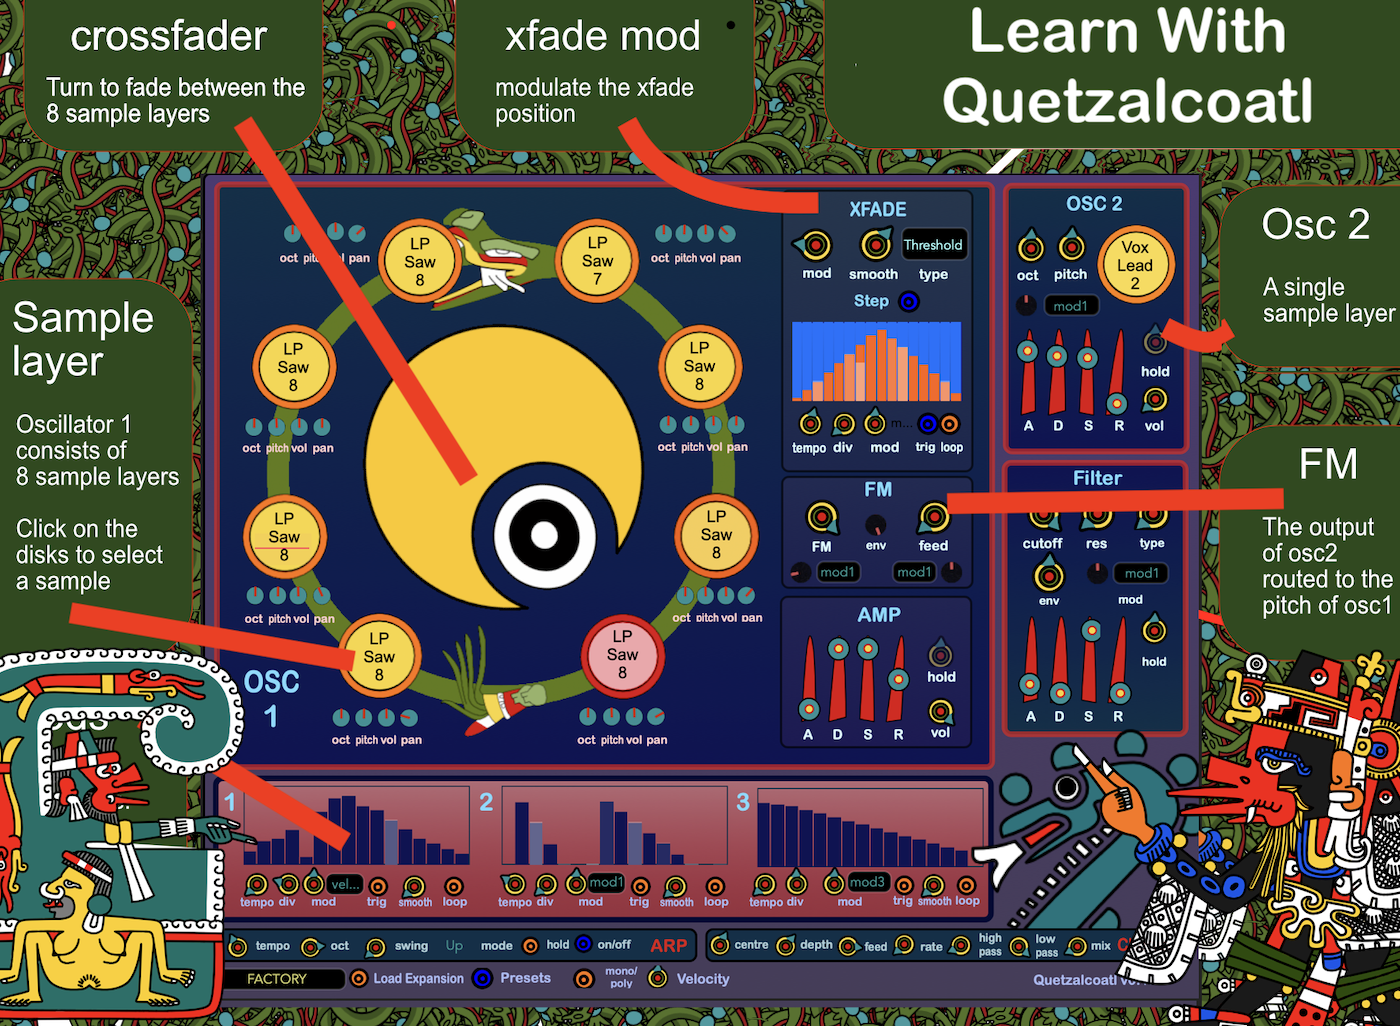 crossfader
Turn to fade between the
8 sample layers
xfade mod
modulate the xfade
position
Learn With
Quetzalcoatl
Sample
layer
Oscillator 1
consists of
8 sample layers
Click on the
disks to select
a sample
Osc 2
A single
sample layer
FM
The output
of osc2
routed to the
pitch of osc1
LP
Saw
8
oct pitch vol pan
LP
Saw
7
oct pitch vol pan
LP
Saw
8
oct pitch vol pan
LP
Saw
8
oct pitch vol pan
LP
Saw
8
oct pitch vol pan
LP
Saw
8
oct pitch vol pan
LP
Saw
8
oct pitch vol pan
LP
Saw
8
oct pitch vol pan
OSC
1
XFADE
Threshold
mod smooth type
Step
m...
tempo div mod trig loop
FM
FM env feed
mod1 mod1
AMP
hold
A D S R vol
OSC 2
Vox
Lead
2
oct pitch
mod1
hold
A D S R vol
Filter
cutoff res type
mod1
env mod
hold
A D S R
1
vel...
tempo div mod trig smooth loop
2
mod1
tempo div mod trig smooth loop
3
mod3
tempo div mod trig smooth loop
tempo oct swing Up mode hold on/off ARP
centre depth feed rate high pass low pass mix
FACTORY Load Expansion Presets mono/ poly Velocity
Quetzalcoatl